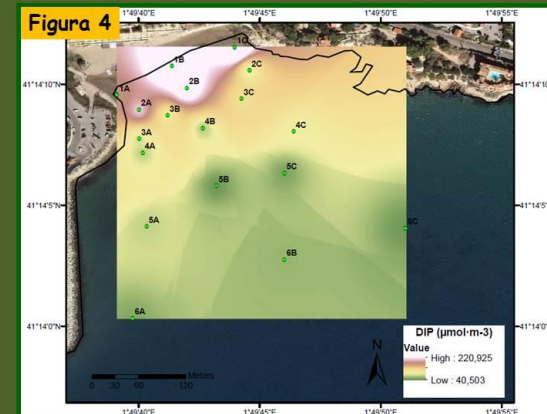 Figura 4
1°49'40"E 1°49'45"E 1°49'50"E 1°49'55"E
1C
1B
2C
41°14'10"N 41°14'10"N
2B
1A
3C
2A
3B
4B
4C
3A
4A
5C
5B
41°14'5"N 41°14'5"N
5A
6C
6B
6A
41°14'0"N 41°14'0"N
DIP (µmol·m-3)
Value
High : 220,925
Low : 40,503
N
Meters
0 30 60 120
1°49'40"E 1°49'45"E 1°49'50"E 1°49'55"E